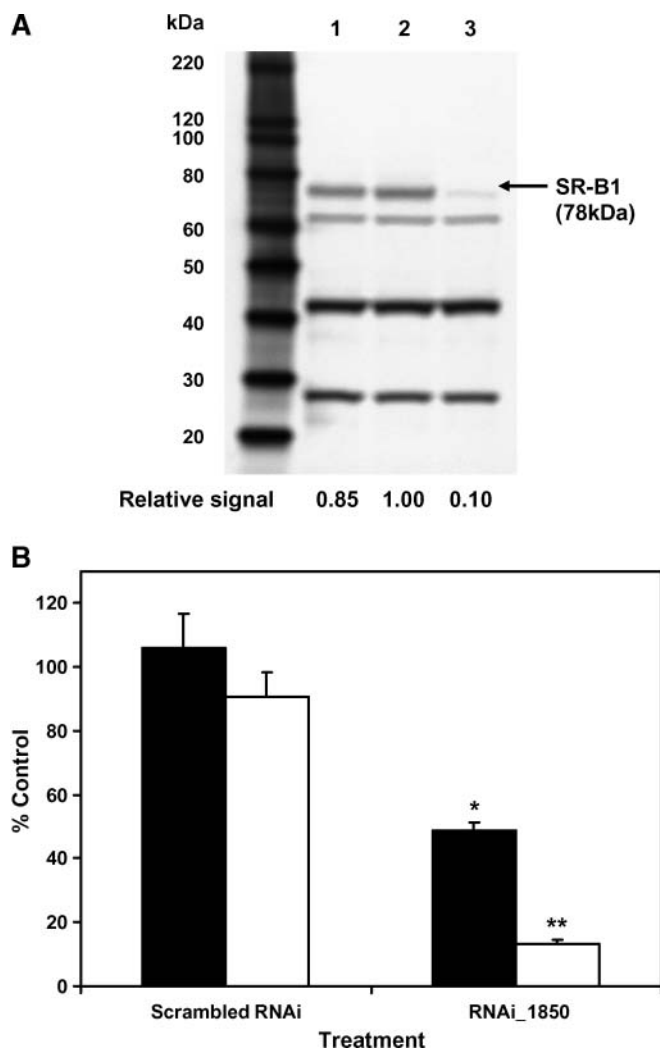 A
kDa 1 2 3
220
120
100
80
60
50
40
30
20
SR-B1
(78kDa)
Relative signal 0.85 1.00 0.10
B
120
100
80
60
40
20
0
% Control
*
**
Scrambled RNAi RNAi_1850
Treatment